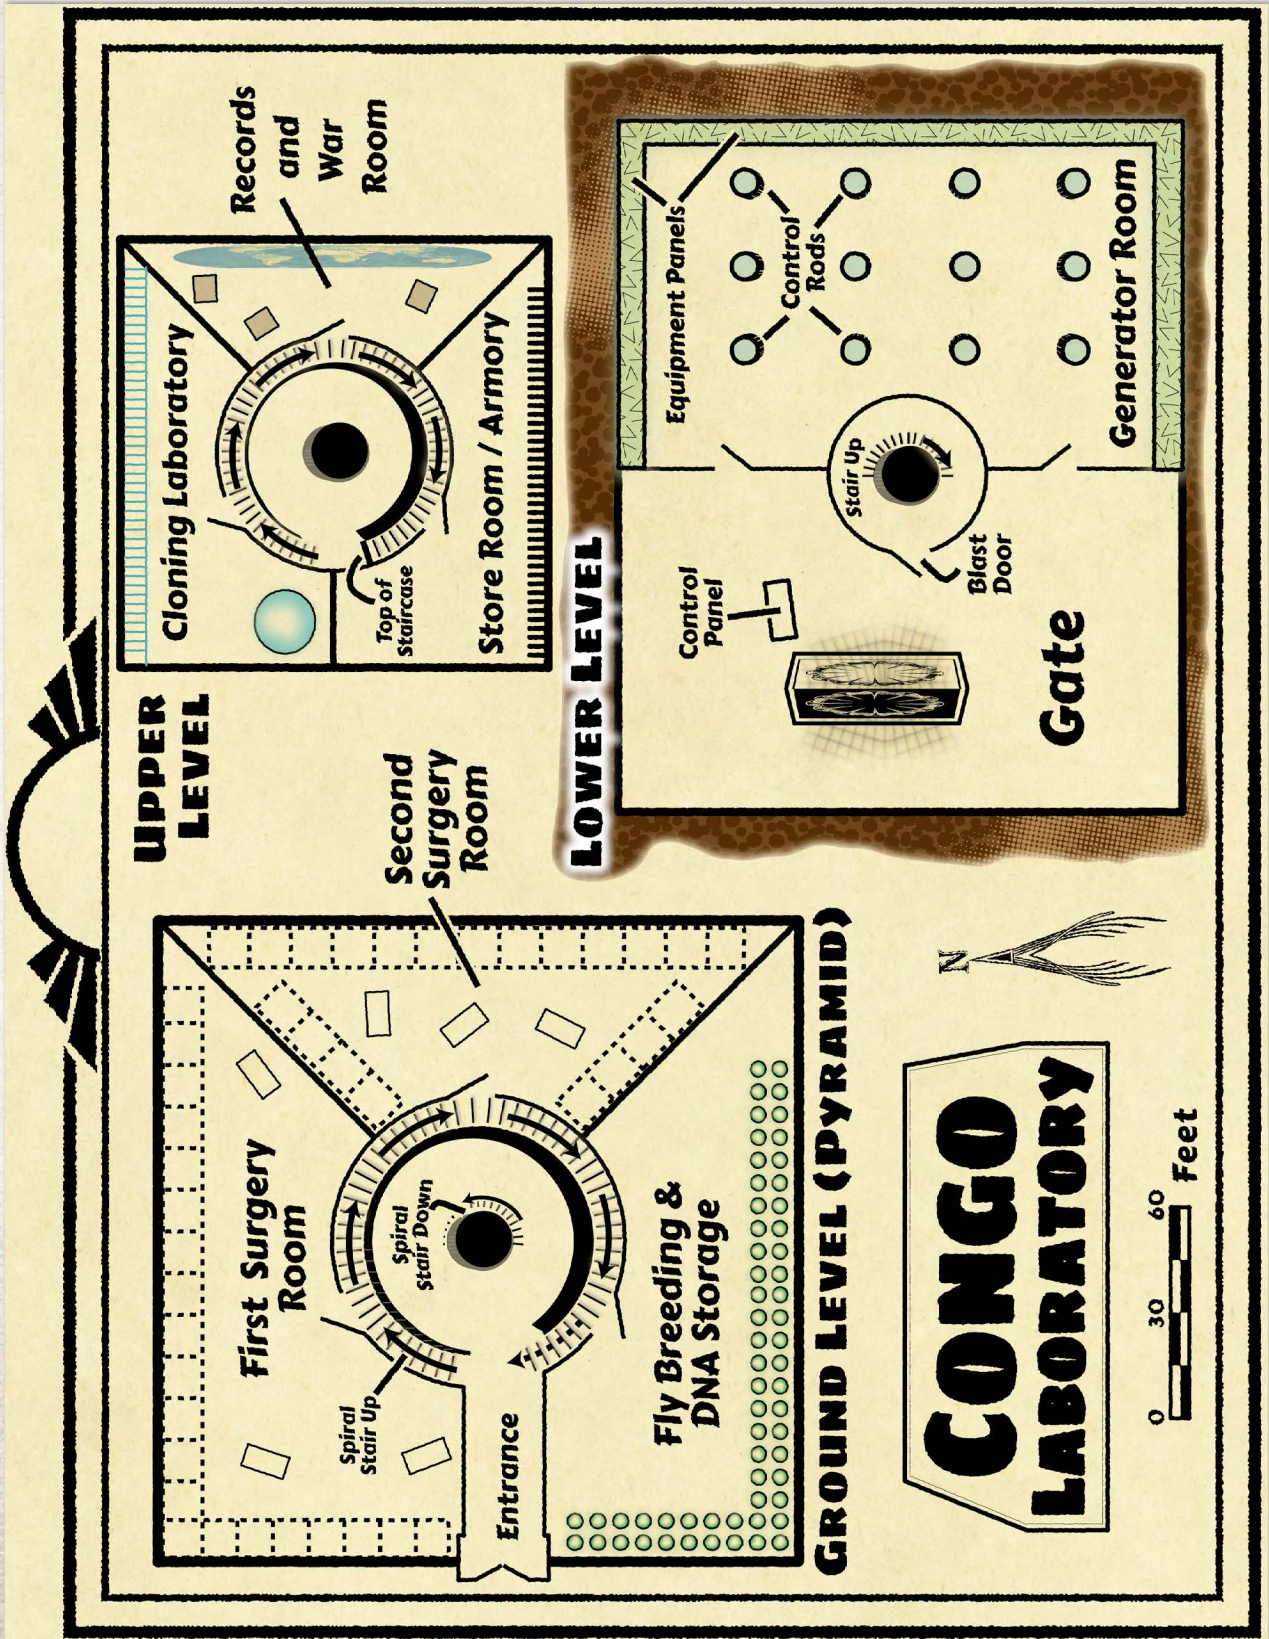 UPPER
LEVEL
Cloning Laboratory
Records
and
War
Room
Top of
Staircase
Store Room / Armory
First Surgery
Room
Second
Surgery
Room
Spiral
Stair Up
Spiral
Stair Down
Entrance
Fly Breeding &
DNA Storage
GROUND LEVEL (PYRAMID)
LOWER LEVEL
Equipment Panels
Control
Rods
Generator Room
Stair Up
Blast
Door
Control
Panel
Gate
N
CONGO
LABORATORY
0 30 60
Feet